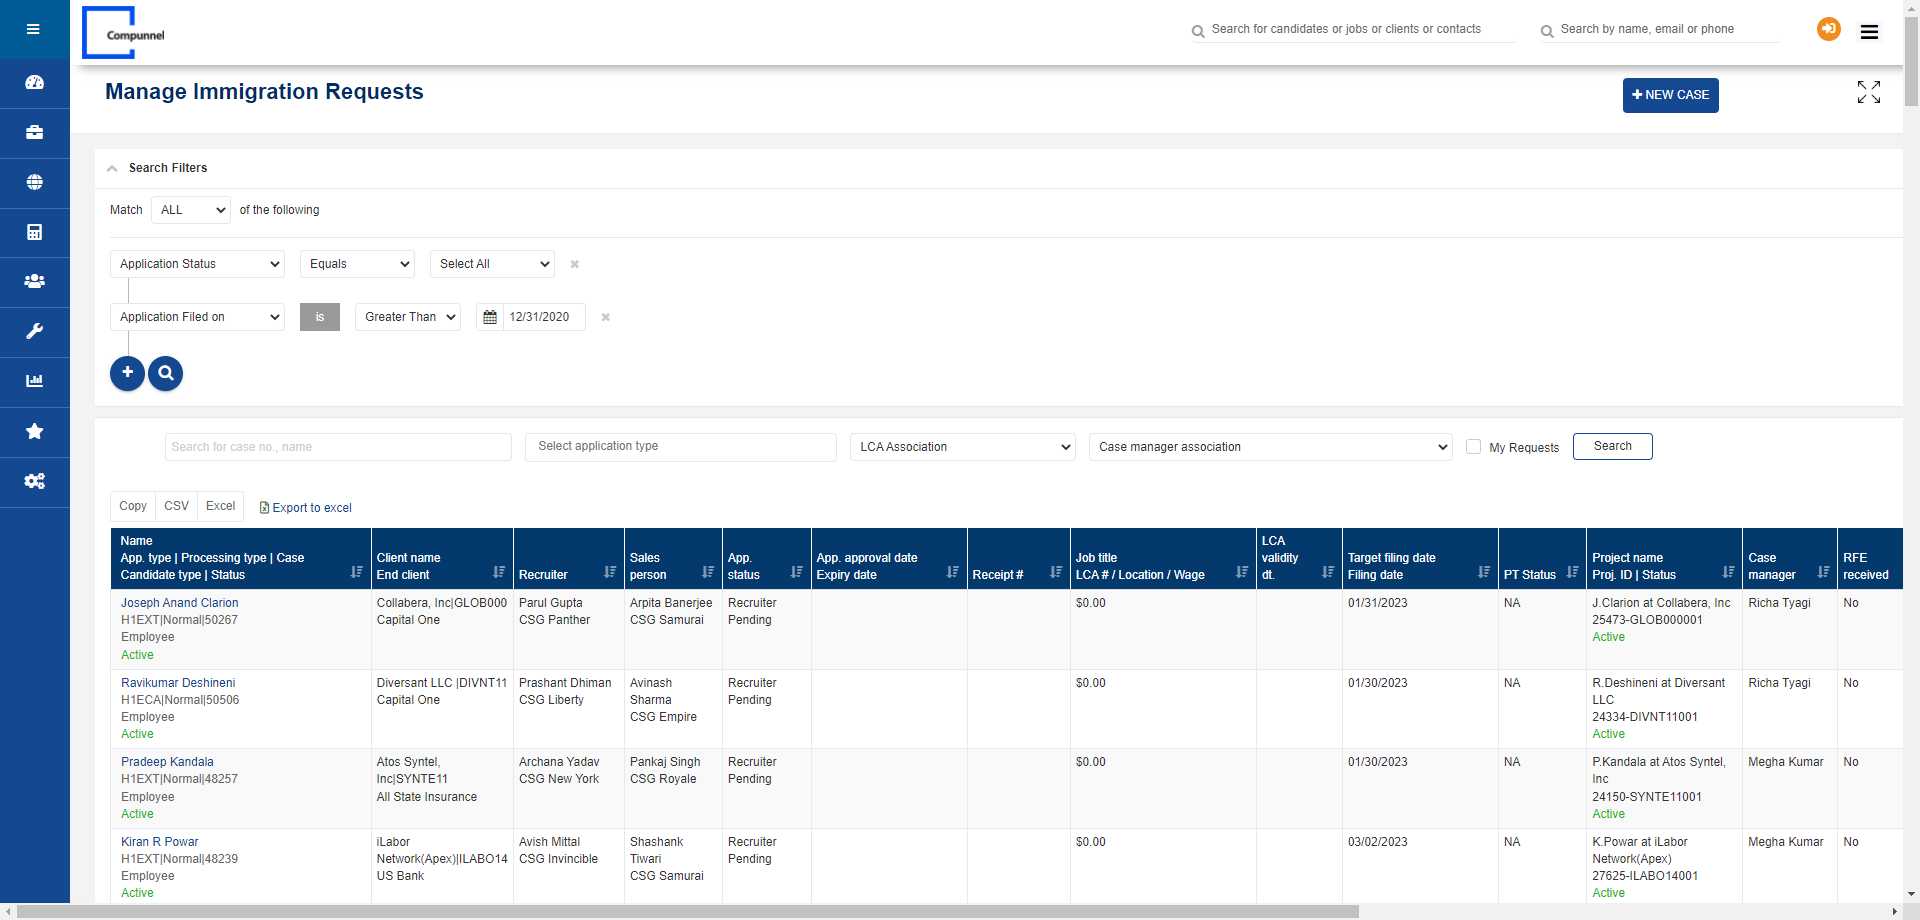 Compunnel
Search for candidates or jobs or clients or contacts
Search by name, email or phone
Manage Immigration Requests
NEW CASE
Search Filters
Match ALL of the following
Application Status Equals Select All
Application Filed on is Greater Than 12/31/2020
Search for case no., name
Select application type
LCA Association
Case manager association
My Requests
Search
Copy CSV Excel Export to excel
Name
App. type | Processing type | Case
Candidate type | Status
Client name
End client
Recruiter
Sales
person
App.
status
App. approval date
Expiry date
Receipt #
Job title
LCA # / Location / Wage
LCA
validity
dt.
Target filing date
Filing date
PT Status
Project name
Proj. ID | Status
Case
manager
RFE
received
Joseph Anand Clarion
H1EXT|Normal|50267
Employee
Active
Collabera, Inc|GLOB000
Capital One
Parul Gupta
CSG Panther
Arpita Banerjee
CSG Samurai
Recruiter
Pending
$0.00
01/31/2023
NA
J.Clarion at Collabera, Inc
25473-GLOB000001
Active
Richa Tyagi
No
Ravikumar Deshineni
H1ECA|Normal|50506
Employee
Active
Diversant LLC |DIVNT11
Capital One
Prashant Dhiman
CSG Liberty
Avinash
Sharma
CSG Empire
Recruiter
Pending
$0.00
01/30/2023
NA
R.Deshineni at Diversant
LLC
24334-DIVNT11001
Active
Richa Tyagi
No
Pradeep Kandala
H1EXT|Normal|48257
Employee
Active
Atos Syntel,
Inc|SYNTE11
All State Insurance
Archana Yadav
CSG New York
Pankaj Singh
CSG Royale
Recruiter
Pending
$0.00
01/30/2023
NA
P.Kandala at Atos Syntel,
Inc
24150-SYNTE11001
Active
Megha Kumar
No
Kiran R Powar
H1EXT|Normal|48239
Employee
Active
iLabor
Network(Apex)|ILABO14
US Bank
Avish Mittal
CSG Invincible
Shashank
Tiwari
CSG Samurai
Recruiter
Pending
$0.00
03/02/2023
NA
K.Powar at iLabor
Network(Apex)
27625-ILABO14001
Active
Megha Kumar
No